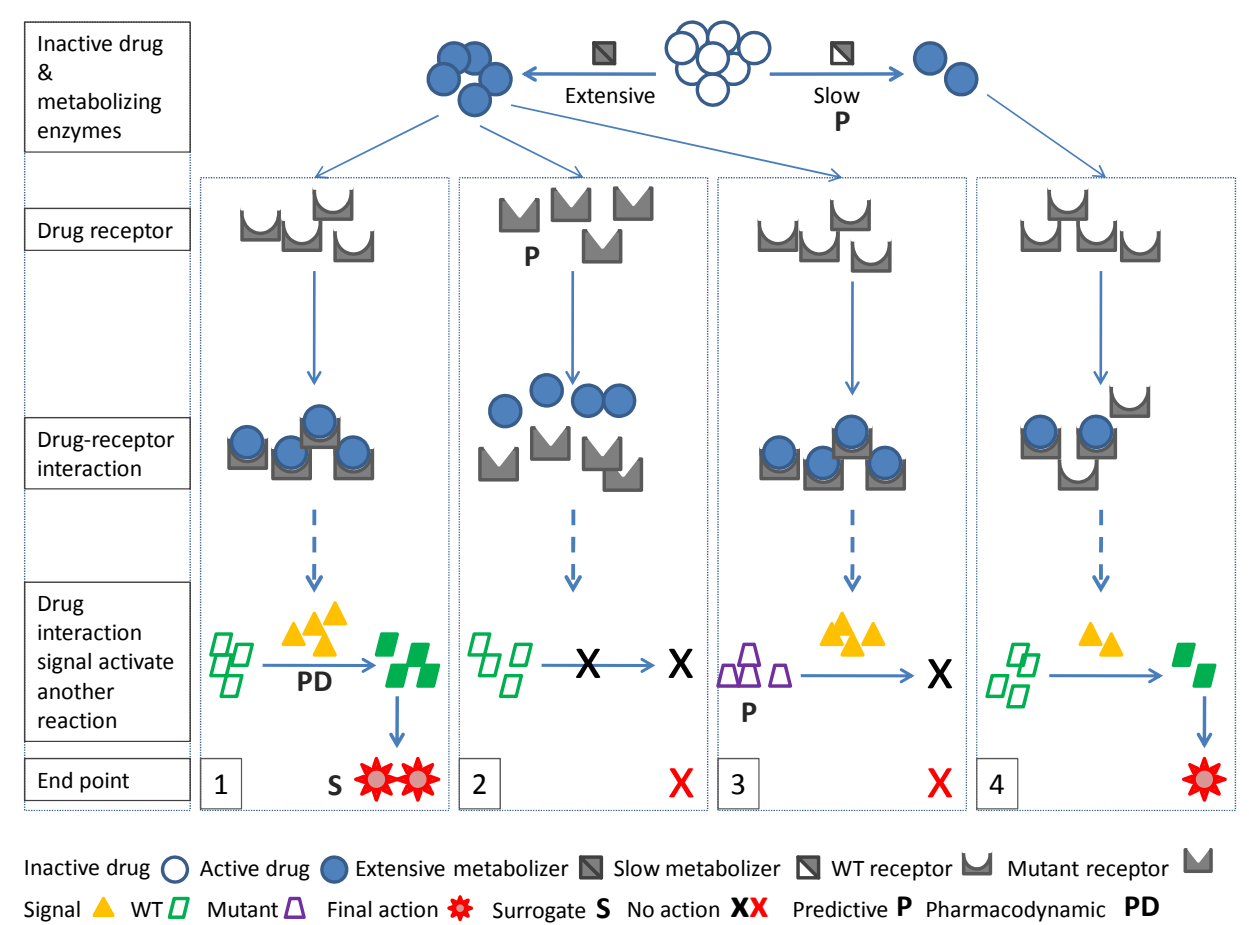 Inactive drug
&
metabolizing
enzymes
Extensive
Slow
P
Drug receptor
P
Drug-receptor
interaction
Drug
interaction
signal activate
another
reaction
PD
X
X
P
X
End point
1
S
2
X
3
X
4
Inactive drug Active drug Extensive metabolizer Slow metabolizer WT receptor Mutant receptor
Signal WT Mutant Final action Surrogate S No action XX Predictive P Pharmacodynamic PD